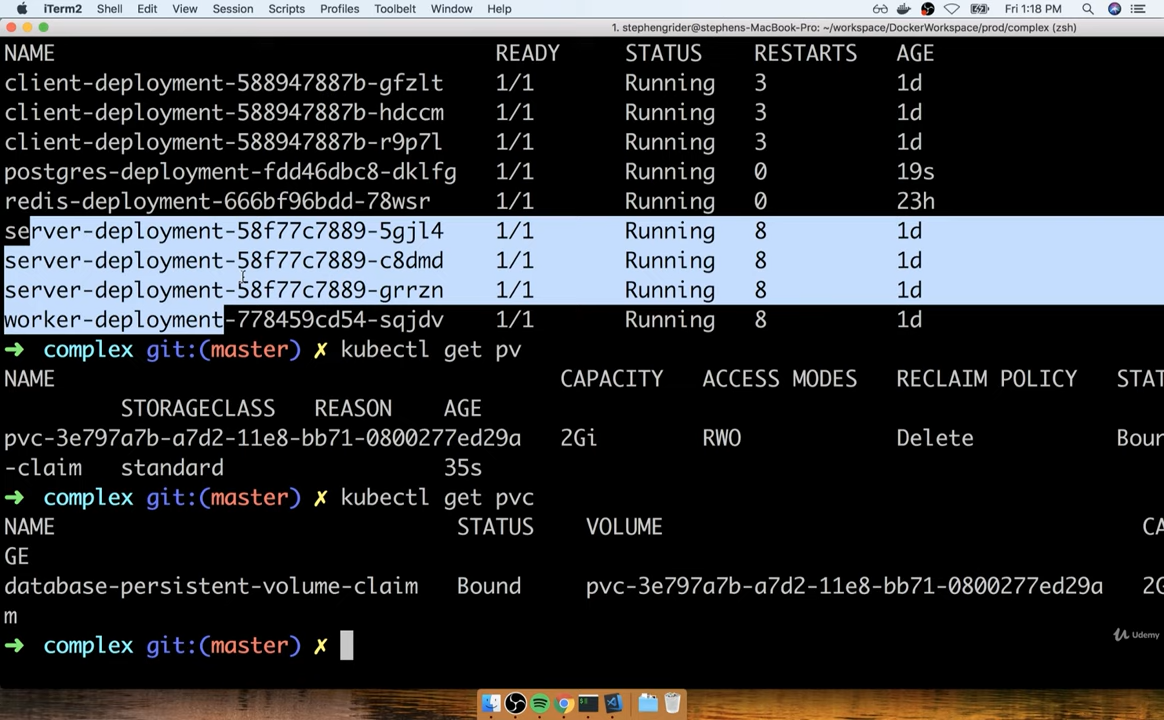 iTerm2 Shell Edit View Session Scripts Profiles Toolbelt Window Help Fri 1:18 PM
1. stephengrider@stephens-MacBook-Pro: ~/workspace/DockerWorkspace/prod/complex (zsh)
NAME READY STATUS RESTARTS AGE
client-deployment-588947887b-gfzlt 1/1 Running 3 1d
client-deployment-588947887b-hdccm 1/1 Running 3 1d
client-deployment-588947887b-r9p7l 1/1 Running 3 1d
postgres-deployment-fdd46dbc8-dklfg 1/1 Running 0 19s
redis-deployment-666bf96bdd-78wsr 1/1 Running 0 23h
server-deployment-58f77c7889-5gjl4 1/1 Running 8 1d
server-deployment-58f77c7889-c8dmd 1/1 Running 8 1d
server-deployment-58f77c7889-grrzn 1/1 Running 8 1d
worker-deployment-778459cd54-sqjdv 1/1 Running 8 1d
➜ complex git:(master) ✗ kubectl get pv
NAME CAPACITY ACCESS MODES RECLAIM POLICY STAT
STORAGECLASS REASON AGE
pvc-3e797a7b-a7d2-11e8-bb71-0800277ed29a 2Gi RWO Delete Boun
-claim standard 35s
➜ complex git:(master) ✗ kubectl get pvc
NAME STATUS VOLUME CA
GE
database-persistent-volume-claim Bound pvc-3e797a7b-a7d2-11e8-bb71-0800277ed29a 2G
m
➜ complex git:(master) ✗
Udemy